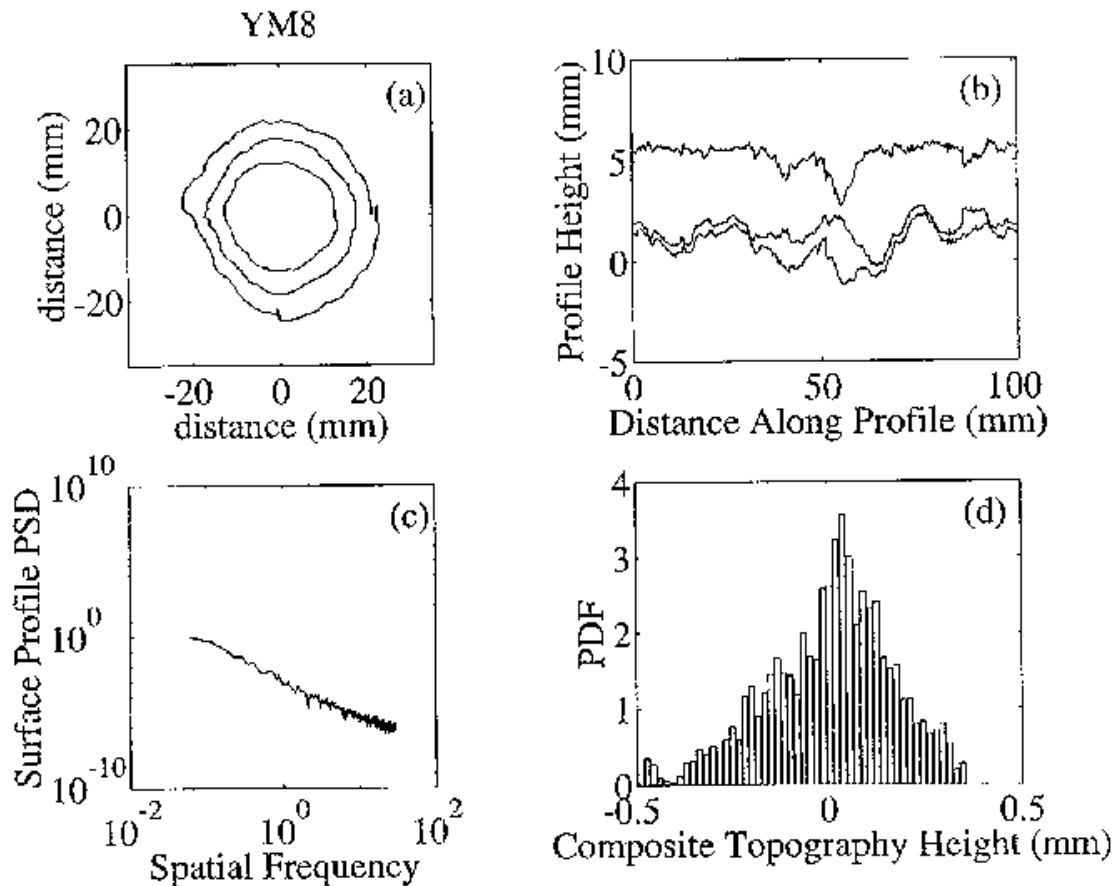 YM8
(a)
20
0
-20
distance (mm)
-20 0 20
distance (mm)
(b)
10
5
0
-5
Profile Height (mm)
0 50 100
Distance Along Profile (mm)
(c)
10^10
10^0
10^-10
Surface Profile PSD
10^-2 10^0 10^2
Spatial Frequency
(d)
4
3
2
1
0
PDF
-0.5 0 0.5
Composite Topography Height (mm)